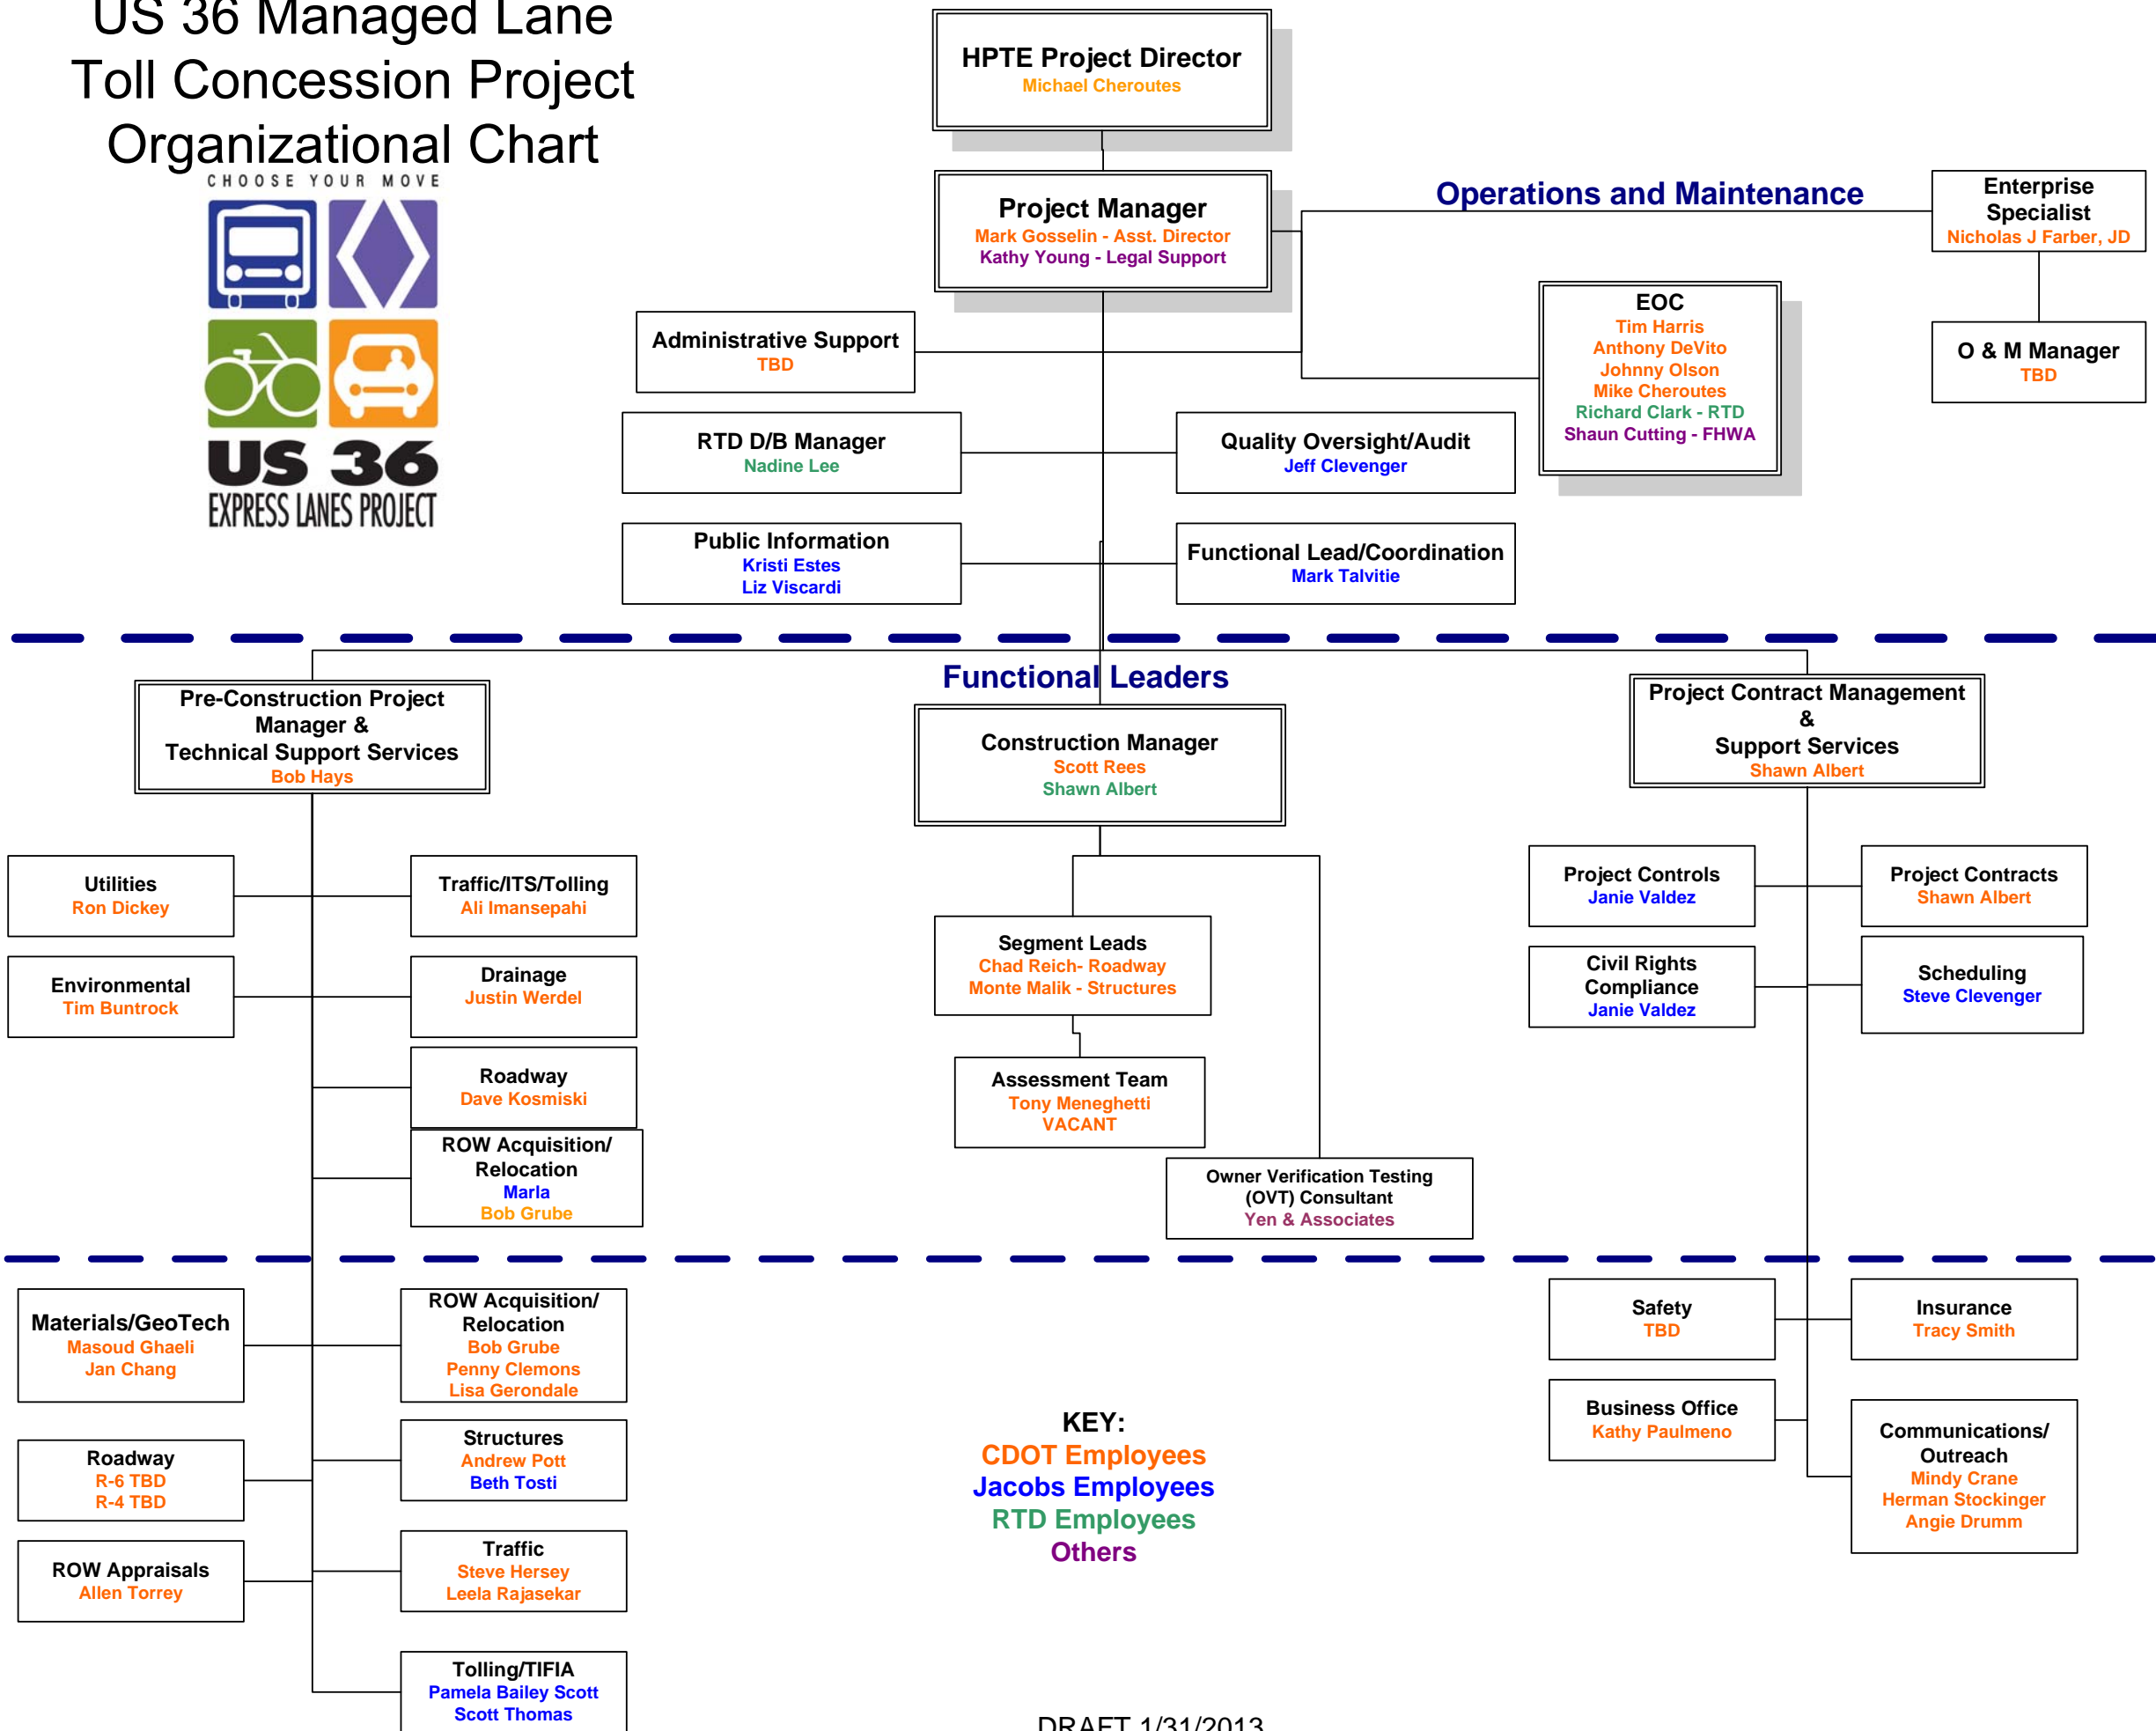 US 36 Managed Lane
Toll Concession Project
Organizational Chart
CHOOSE YOUR MOVE
US 36
EXPRESS LANES PROJECT
HPTE Project Director
Michael Cheroutes
Project Manager
Mark Gosselin - Asst. Director
Kathy Young - Legal Support
Operations and Maintenance
Enterprise
Specialist
Nicholas J Farber, JD
O & M Manager
TBD
EOC
Tim Harris
Anthony DeVito
Johnny Olson
Mike Cheroutes
Richard Clark - RTD
Shaun Cutting - FHWA
Administrative Support
TBD
RTD D/B Manager
Nadine Lee
Quality Oversight/Audit
Jeff Clevenger
Public Information
Kristi Estes
Liz Viscardi
Functional Lead/Coordination
Mark Talvitie
Functional Leaders
Pre-Construction Project
Manager &
Technical Support Services
Bob Hays
Construction Manager
Scott Rees
Shawn Albert
Project Contract Management
&
Support Services
Shawn Albert
Utilities
Ron Dickey
Traffic/ITS/Tolling
Ali Imansepahi
Environmental
Tim Buntrock
Drainage
Justin Werdel
Roadway
Dave Kosmiski
ROW Acquisition/
Relocation
Marla
Bob Grube
Segment Leads
Chad Reich- Roadway
Monte Malik - Structures
Assessment Team
Tony Meneghetti
VACANT
Owner Verification Testing
(OVT) Consultant
Yen & Associates
Project Controls
Janie Valdez
Project Contracts
Shawn Albert
Civil Rights
Compliance
Janie Valdez
Scheduling
Steve Clevenger
Materials/GeoTech
Masoud Ghaeli
Jan Chang
ROW Acquisition/
Relocation
Bob Grube
Penny Clemons
Lisa Gerondale
Roadway
R-6 TBD
R-4 TBD
Structures
Andrew Pott
Beth Tosti
ROW Appraisals
Allen Torrey
Traffic
Steve Hersey
Leela Rajasekar
Tolling/TIFIA
Pamela Bailey Scott
Scott Thomas
KEY:
CDOT Employees
Jacobs Employees
RTD Employees
Others
Safety
TBD
Insurance
Tracy Smith
Business Office
Kathy Paulmeno
Communications/
Outreach
Mindy Crane
Herman Stockinger
Angie Drumm
DRAFT 1/31/2013